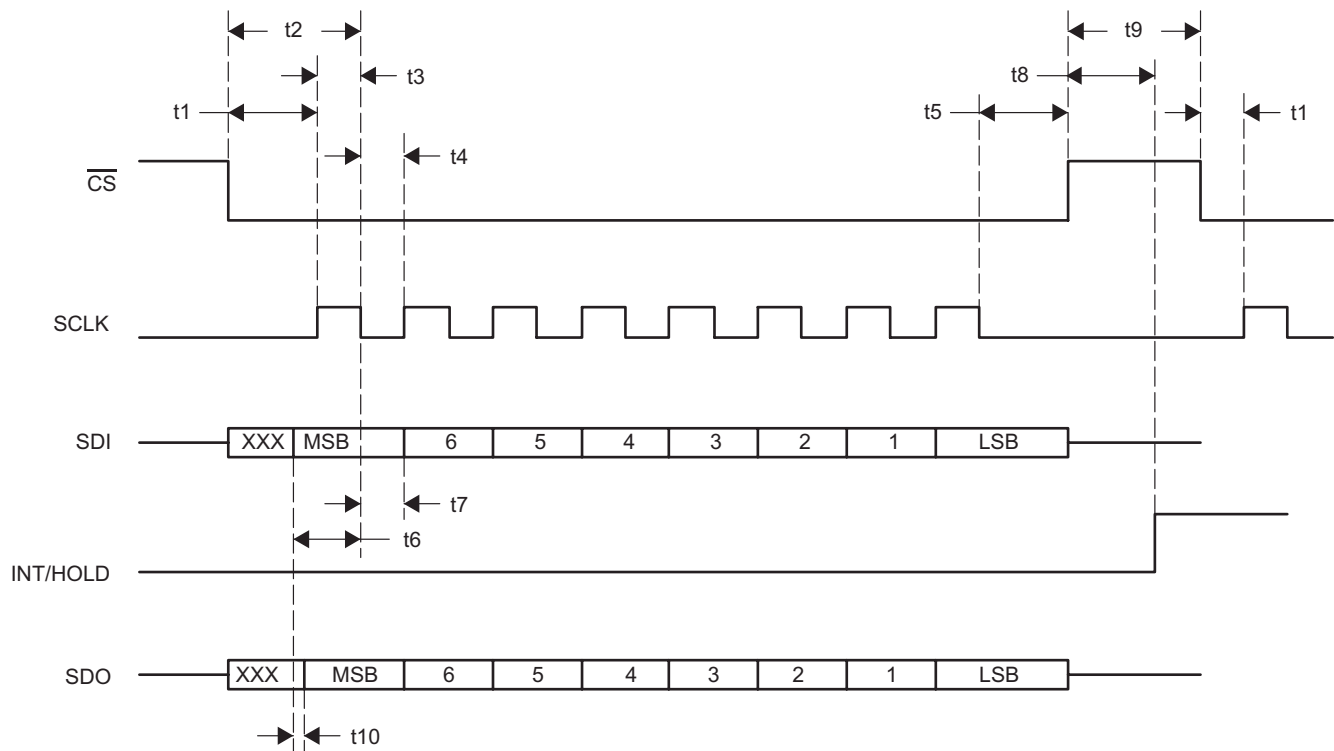 t2
t9
t3
t8
t1
t5
t1
t4
C̅S̅
SCLK
SDI
XXX MSB 6 5 4 3 2 1 LSB
t7
t6
INT/HOLD
SDO
XXX MSB 6 5 4 3 2 1 LSB
t10